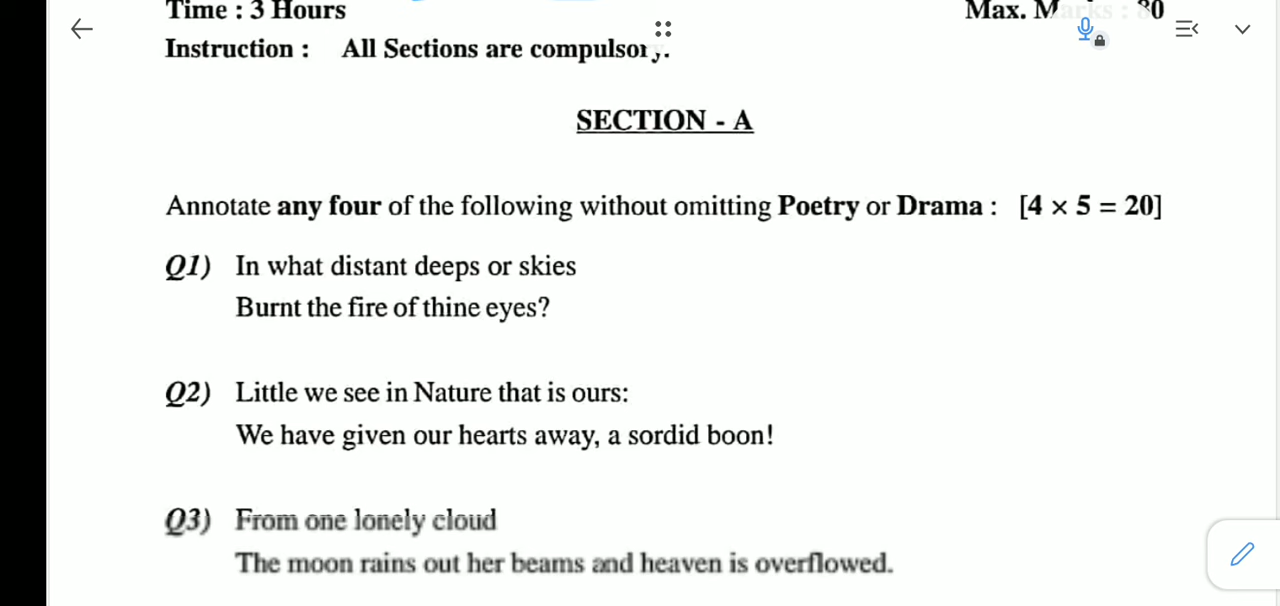 Time : 3 Hours
Max. Marks : 80
Instruction : All Sections are compulsory.
SECTION - A
Annotate any four of the following without omitting Poetry or Drama : [4 × 5 = 20]
Q1) In what distant deeps or skies
Burnt the fire of thine eyes?
Q2) Little we see in Nature that is ours:
We have given our hearts away, a sordid boon!
Q3) From one lonely cloud
The moon rains out her beams and heaven is overflowed.